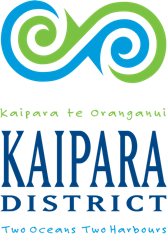 Kaipara te Oranganui
KAIPARA
DISTRICT
Two Oceans Two Harbours